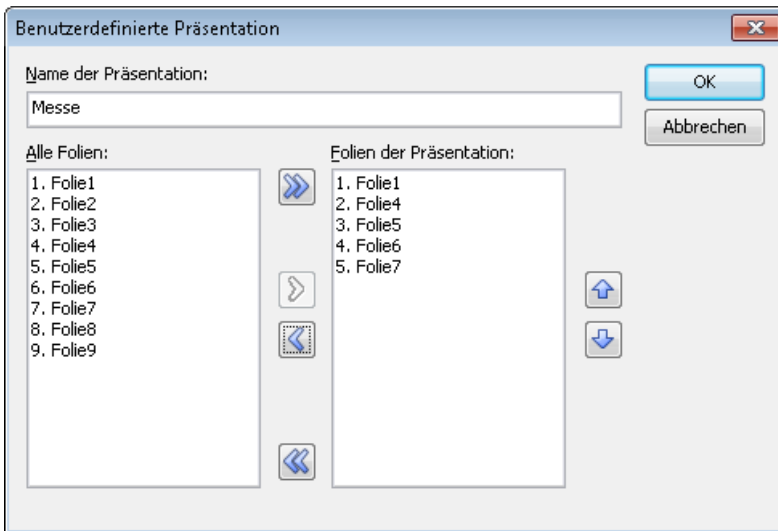 Benutzerdefinierte Präsentation
Name der Präsentation:
Messe
OK
Abbrechen
Alle Folien:
1. Folie1
2. Folie2
3. Folie3
4. Folie4
5. Folie5
6. Folie6
7. Folie7
8. Folie8
9. Folie9
Folien der Präsentation:
1. Folie1
2. Folie4
3. Folie5
4. Folie6
5. Folie7